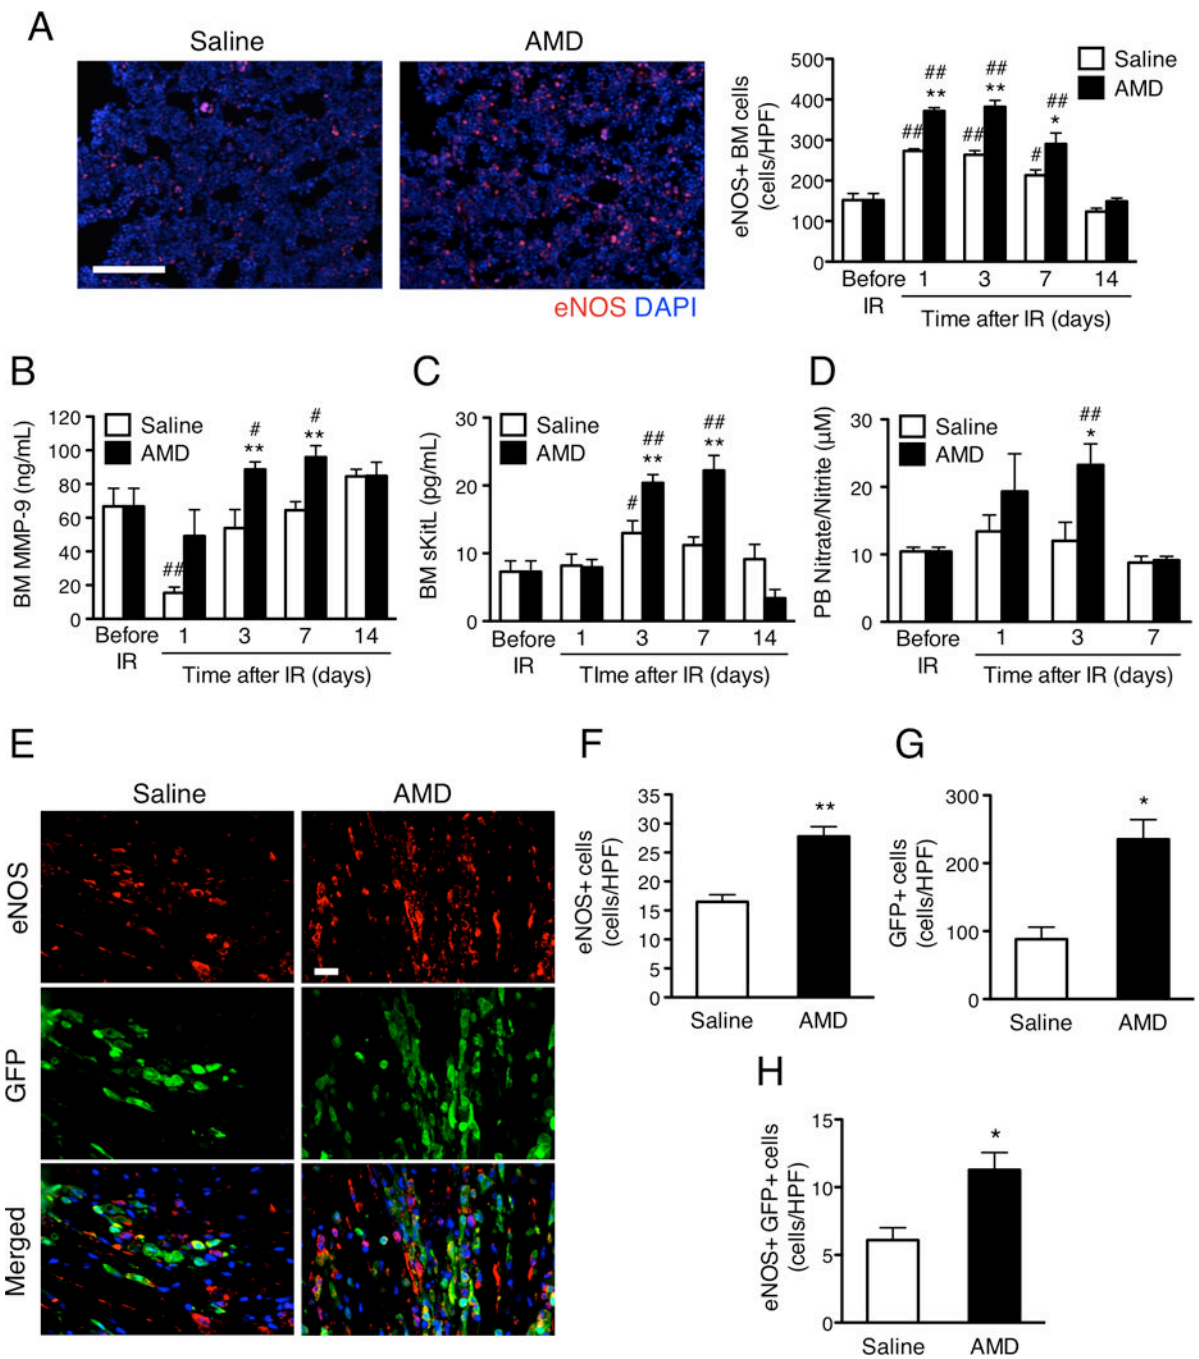 A
Saline
AMD
eNOS DAPI
eNOS+ BM cells
(cells/HPF)
500
400
300
200
100
0
Saline
AMD
##
**
##
##
**
##
##
*
#
Before
IR
1
3
7
14
Time after IR (days)
B
BM MMP-9 (ng/mL)
120
100
80
60
40
20
0
Saline
AMD
##
#
**
#
**
Before
IR
1
3
7
14
Time after IR (days)
C
BM sKitL (pg/mL)
30
20
10
0
Saline
AMD
#
##
**
##
**
Before
IR
1
3
7
14
TIme after IR (days)
D
PB Nitrate/Nitrite (µM)
30
20
10
0
Saline
AMD
##
*
Before
IR
1
3
7
Time after IR (days)
E
Saline
AMD
eNOS
GFP
Merged
F
eNOS+ cells
(cells/HPF)
35
30
25
20
15
10
5
0
**
Saline
AMD
G
GFP+ cells
(cells/HPF)
300
200
100
0
*
Saline
AMD
H
eNOS+ GFP+ cells
(cells/HPF)
15
10
5
0
*
Saline
AMD